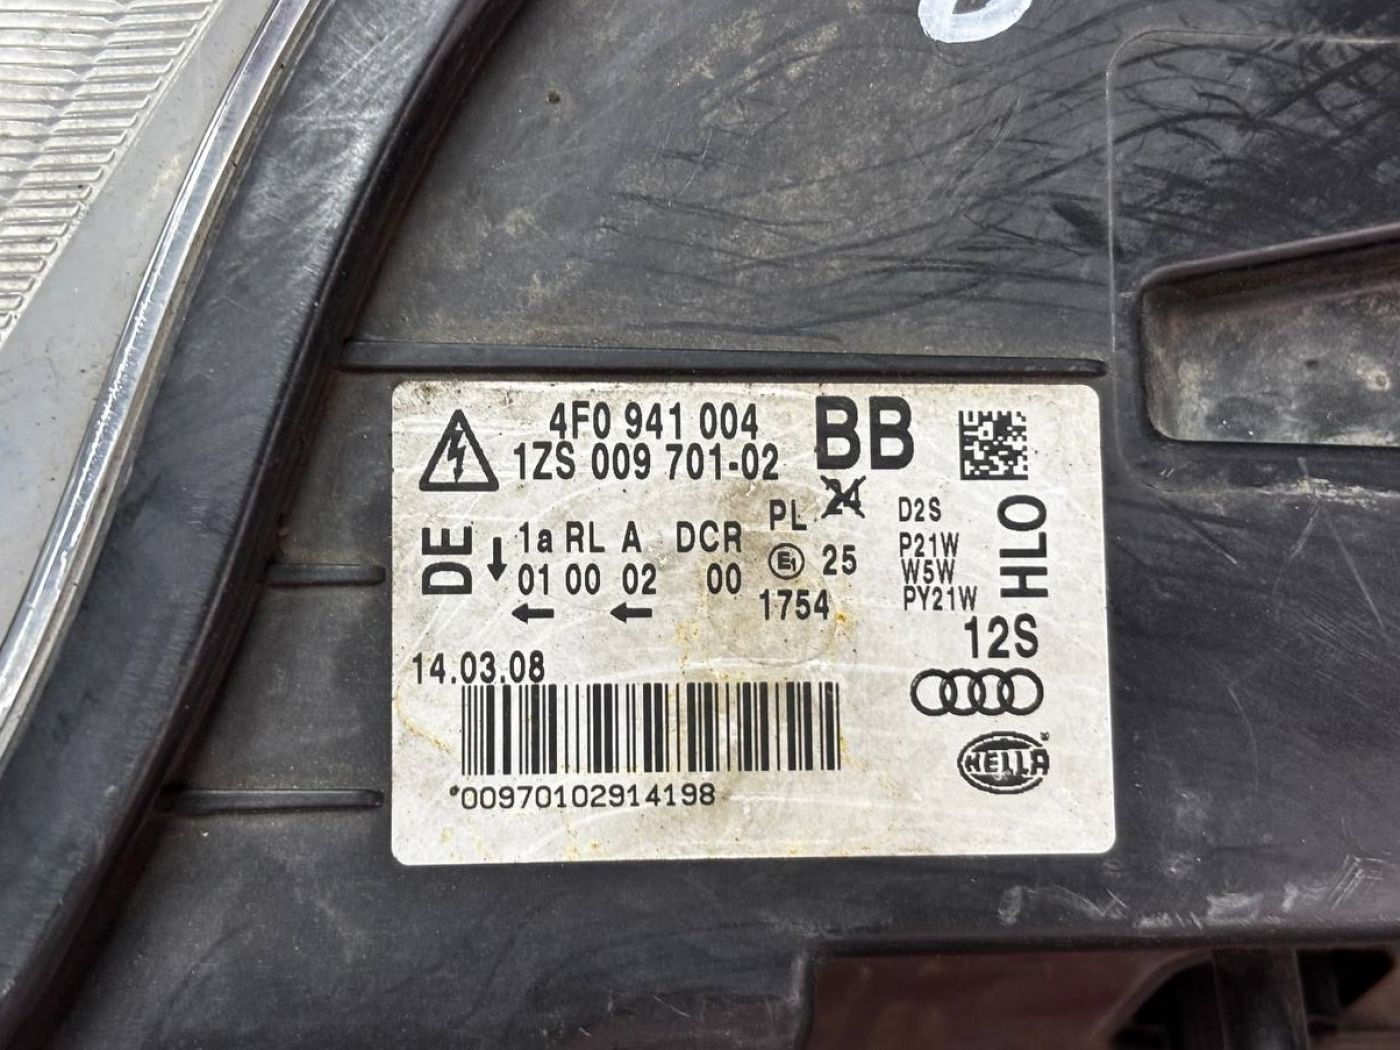 4F0 941 004 BB
1ZS 009 701-02
PL 24 D2S
DE 1a RL A DCR E1 25 P21W HLO
01 00 02 00 W5W
1754 PY21W
12S
14.03.08
HELLA
*00970102914198